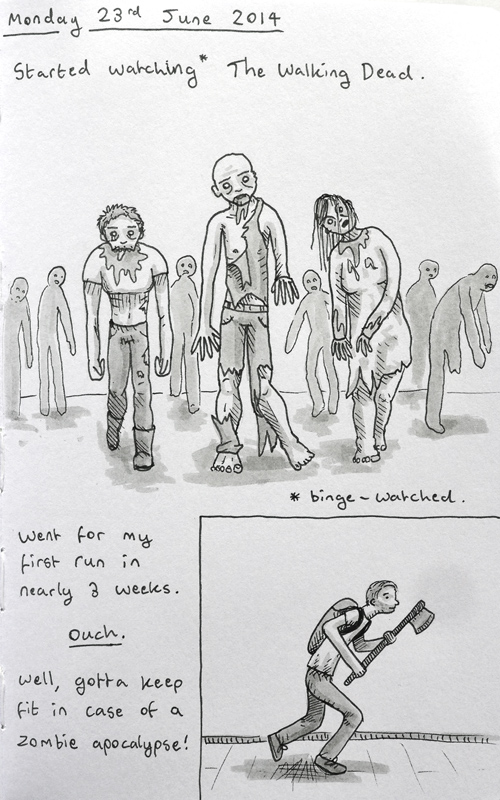 Monday 23rd June 2014
Started watching* The Walking Dead.
* binge-watched.
Went for my
first run in
nearly 3 weeks.
Ouch.
Well, gotta keep
fit in case of a
zombie apocalypse!